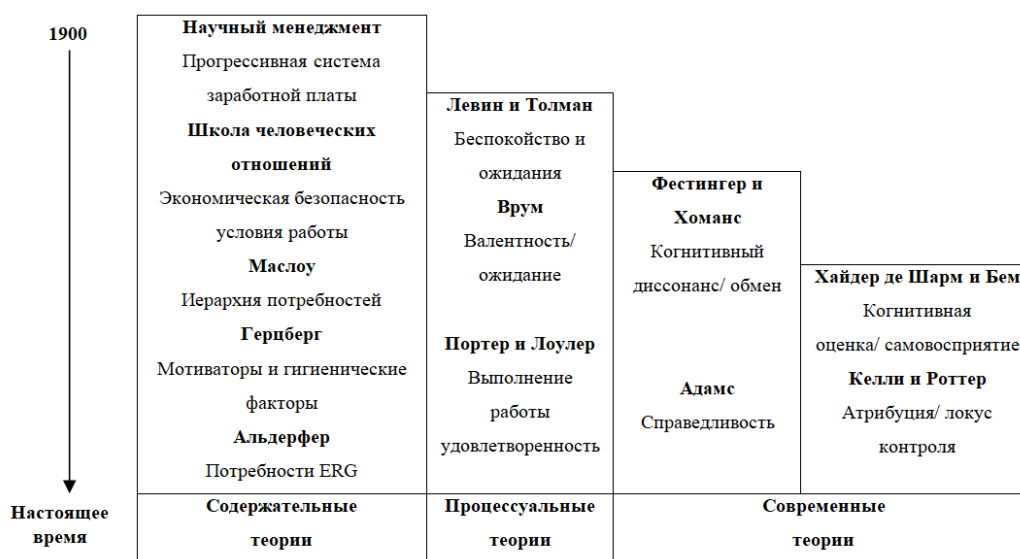 1900
Настоящее
время
Научный менеджмент
Прогрессивная система
заработной платы
Школа человеческих
отношений
Экономическая безопасность
условия работы
Маслоу
Иерархия потребностей
Герцберг
Мотиваторы и гигиенические
факторы
Альдерфер
Потребности ERG
Содержательные
теории
Левин и Толман
Беспокойство и
ожидания
Врум
Валентность/
ожидание
Портер и Лоулер
Выполнение
работы
удовлетворенность
Процессуальные
теории
Фестингер и
Хоманс
Когнитивный
диссонанс/ обмен
Адамс
Справедливость
Хайдер де Шарм и Бем
Когнитивная
оценка/ самовосприятие
Келли и Роттер
Атрибуция/ локус
контроля
Современные
теории